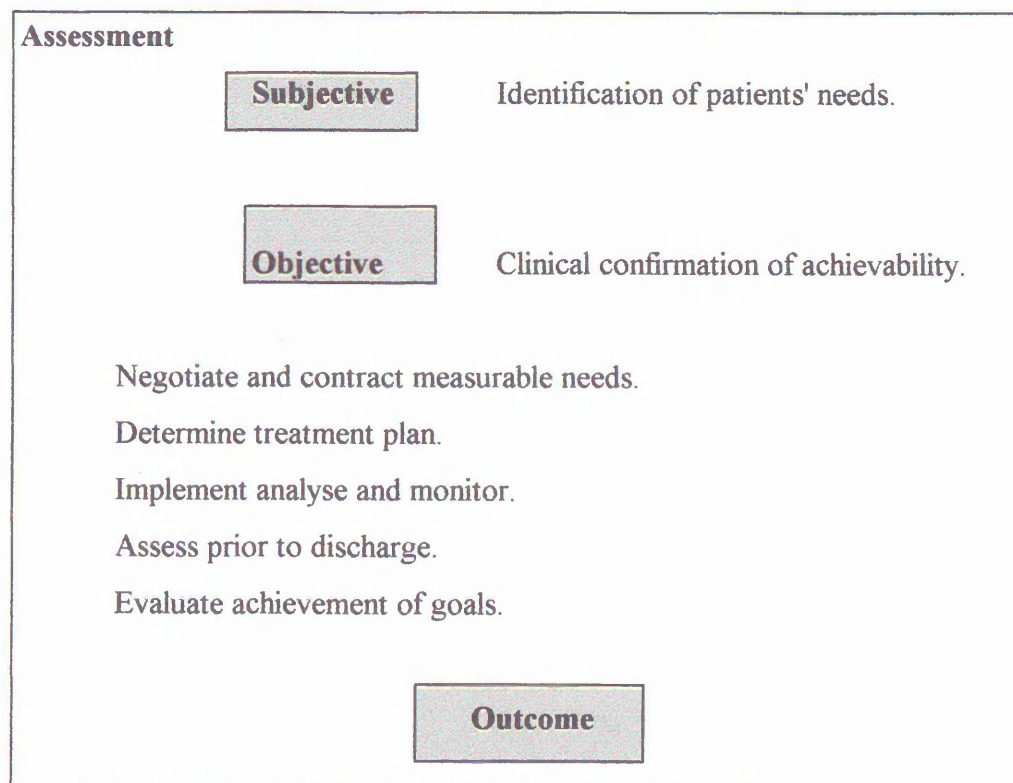 Assessment
Subjective Identification of patients' needs.
Objective Clinical confirmation of achievability.
Negotiate and contract measurable needs.
Determine treatment plan.
Implement analyse and monitor.
Assess prior to discharge.
Evaluate achievement of goals.
Outcome